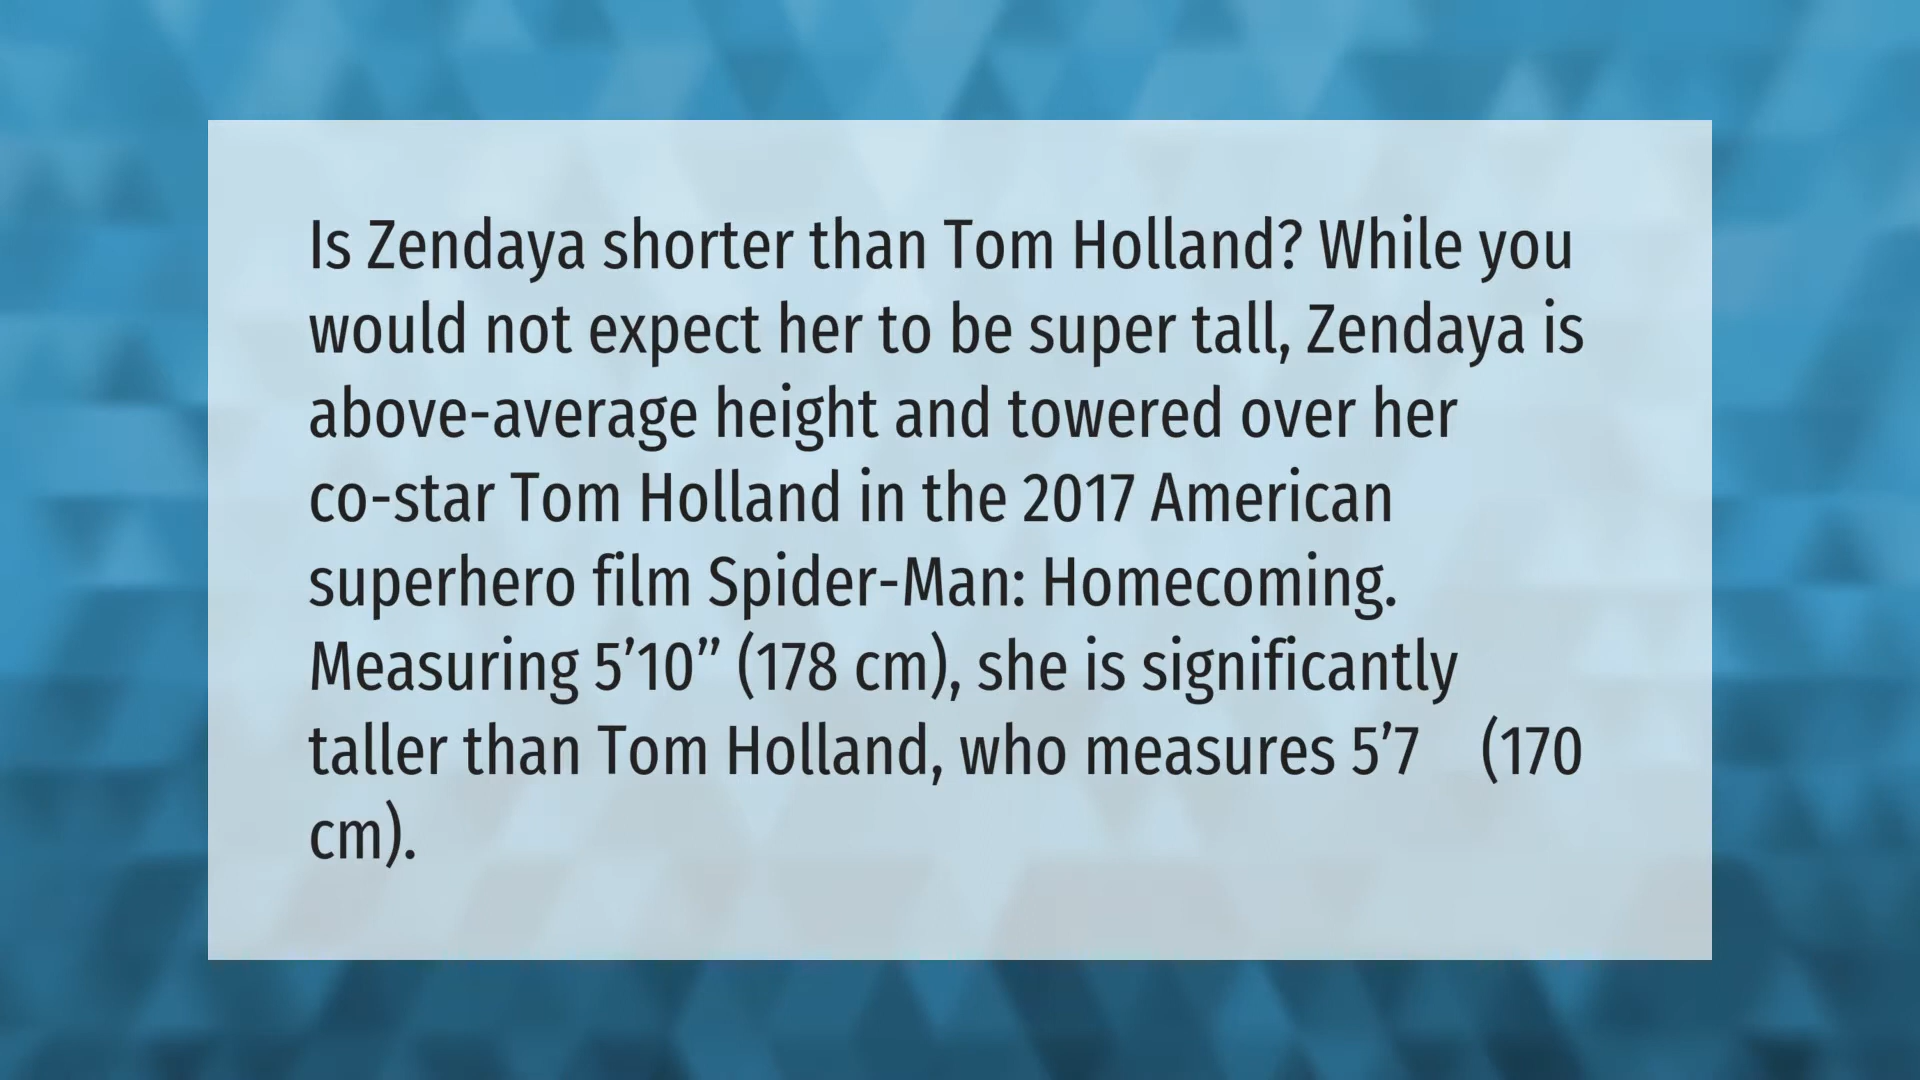 Is Zendaya shorter than Tom Holland? While you
would not expect her to be super tall, Zendaya is
above-average height and towered over her
co-star Tom Holland in the 2017 American
superhero film Spider-Man: Homecoming.
Measuring 5’10” (178 cm), she is significantly
taller than Tom Holland, who measures 5’7    (170
cm).